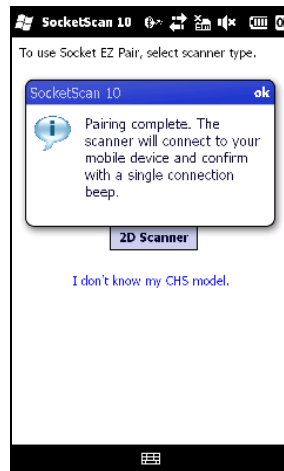 SocketScan 10
To use Socket EZ Pair, select scanner type.
SocketScan 10 ok
Pairing complete. The
scanner will connect to your
mobile device and confirm
with a single connection
beep.
2D Scanner
I don't know my CHS model.